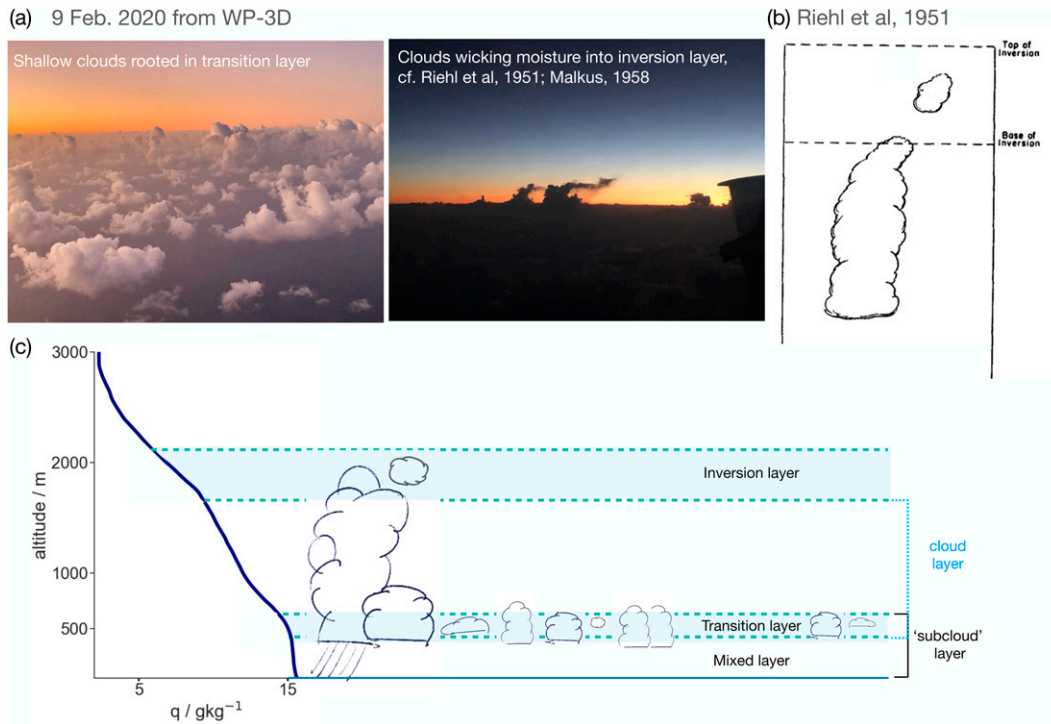 (a) 9 Feb. 2020 from WP-3D
Shallow clouds rooted in transition layer
Clouds wicking moisture into inversion layer,
cf. Riehl et al, 1951; Malkus, 1958
(b) Riehl et al, 1951
Top of
Inversion
Base of
Inversion
(c)
3000
2000
1000
500
altitude / m
5
15
q / gkg⁻¹
Inversion layer
Transition layer
Mixed layer
cloud
layer
'subcloud'
layer